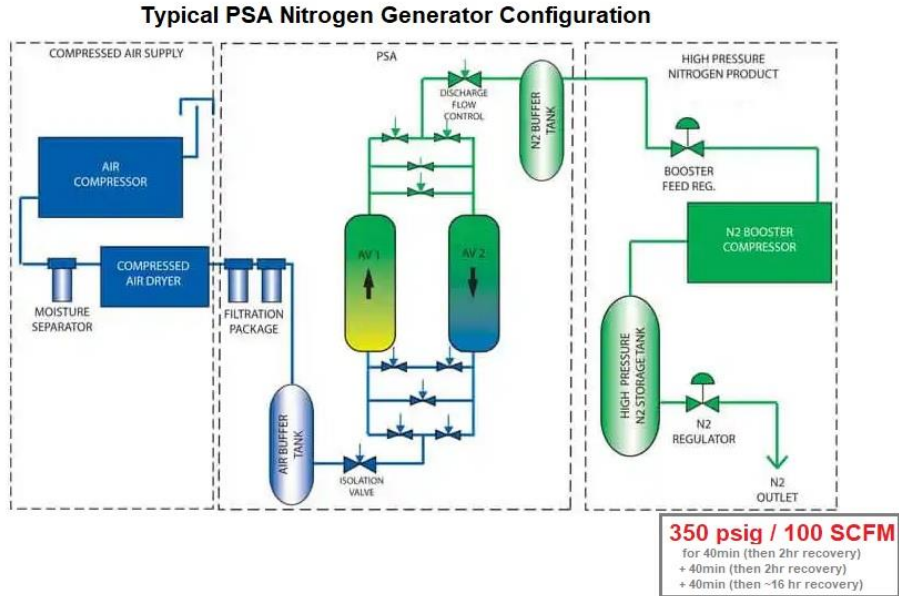 Typical PSA Nitrogen Generator Configuration
COMPRESSED AIR SUPPLY
PSA
HIGH PRESSURE
NITROGEN PRODUCT
DISCHARGE
FLOW
CONTROL
N2 BUFFER
TANK
AIR
COMPRESSOR
BOOSTER
FEED REG.
N2 BOOSTER
COMPRESSOR
AV 1
AV 2
COMPRESSED
AIR DRYER
MOISTURE
SEPARATOR
FILTRATION
PACKAGE
HIGH PRESSURE
N2 STORAGE TANK
AIR BUFFER
TANK
ISOLATION
VALVE
N2
REGULATOR
N2
OUTLET
350 psig / 100 SCFM
for 40min (then 2hr recovery)
+ 40min (then 2hr recovery)
+ 40min (then ~16 hr recovery)